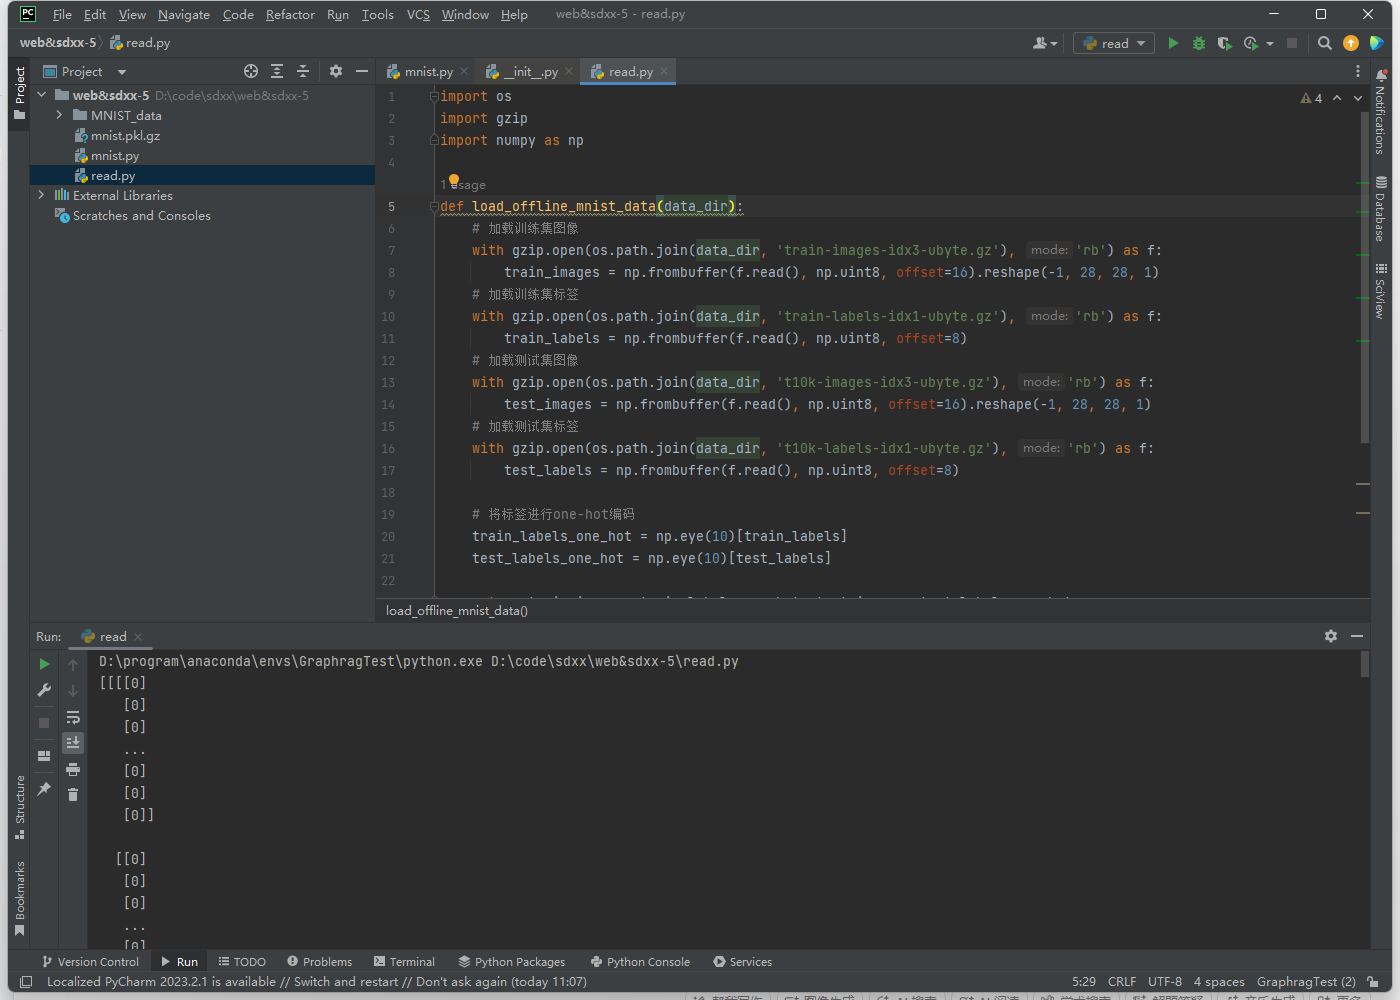 File Edit View Navigate Code Refactor Run Tools VCS Window Help web&sdxx-5 - read.py
web&sdxx-5 read.py read
Project
mnist.py __init__.py read.py
web&sdxx-5 D:\code\sdxx\web&sdxx-5
MNIST_data
mnist.pkl.gz
mnist.py
read.py
External Libraries
Scratches and Consoles
Project
Structure
Bookmarks
4
1 import os
2 import gzip
3 import numpy as np
4
1 usage
5 def load_offline_mnist_data(data_dir):
6 # 加载训练集图像
7 with gzip.open(os.path.join(data_dir, 'train-images-idx3-ubyte.gz'), mode: 'rb') as f:
8 train_images = np.frombuffer(f.read(), np.uint8, offset=16).reshape(-1, 28, 28, 1)
9 # 加载训练集标签
10 with gzip.open(os.path.join(data_dir, 'train-labels-idx1-ubyte.gz'), mode: 'rb') as f:
11 train_labels = np.frombuffer(f.read(), np.uint8, offset=8)
12 # 加载测试集图像
13 with gzip.open(os.path.join(data_dir, 't10k-images-idx3-ubyte.gz'), mode: 'rb') as f:
14 test_images = np.frombuffer(f.read(), np.uint8, offset=16).reshape(-1, 28, 28, 1)
15 # 加载测试集标签
16 with gzip.open(os.path.join(data_dir, 't10k-labels-idx1-ubyte.gz'), mode: 'rb') as f:
17 test_labels = np.frombuffer(f.read(), np.uint8, offset=8)
18
19 # 将标签进行one-hot编码
20 train_labels_one_hot = np.eye(10)[train_labels]
21 test_labels_one_hot = np.eye(10)[test_labels]
22
load_offline_mnist_data()
Notifications
Database
SciView
Run: read
D:\program\anaconda\envs\GraphragTest\python.exe D:\code\sdxx\web&sdxx-5\read.py
[[[[0]
[0]
[0]
...
[0]
[0]
[0]]
[[0]
[0]
[0]
...
[0]
Version Control Run TODO Problems Terminal Python Packages Python Console Services
Localized PyCharm 2023.2.1 is available // Switch and restart // Don't ask again (today 11:07) 5:29 CRLF UTF-8 4 spaces GraphragTest (2)